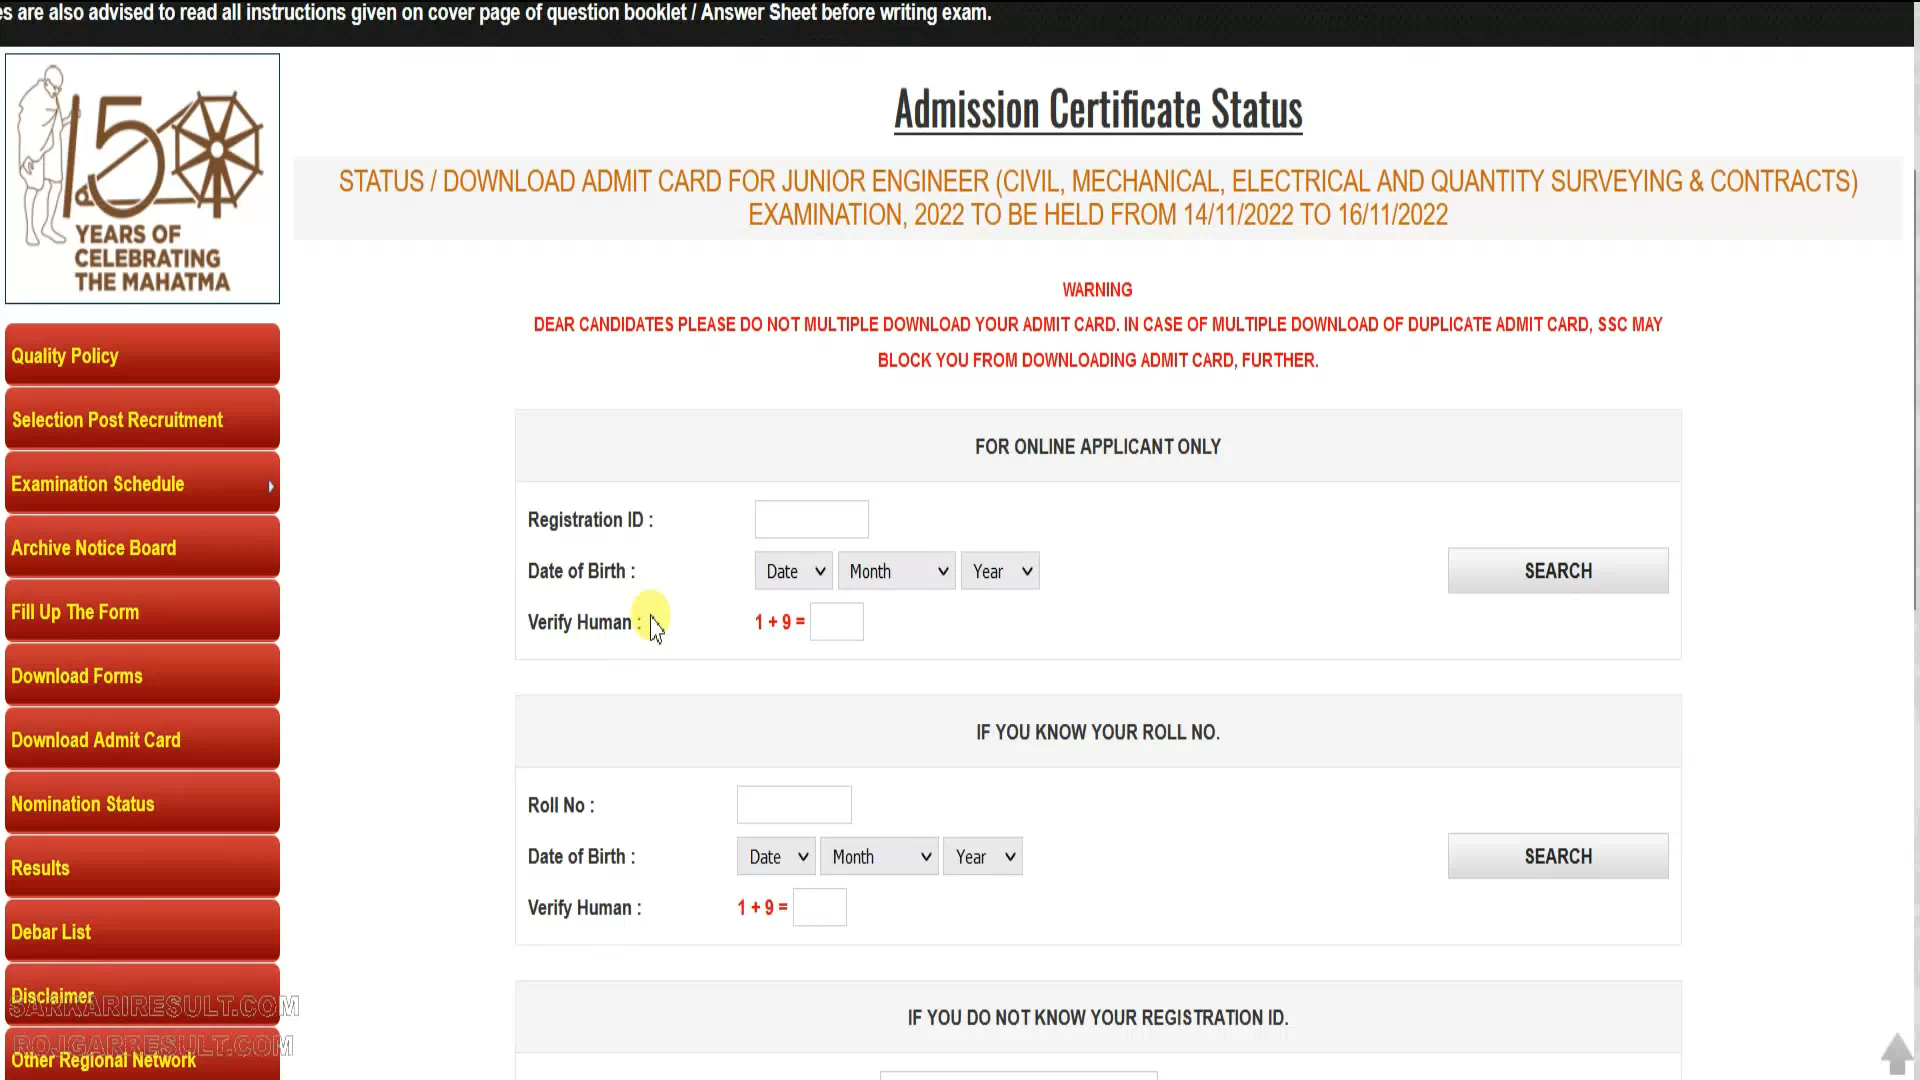 es are also advised to read all instructions given on cover page of question booklet / Answer Sheet before writing exam.
150
YEARS OF
CELEBRATING
THE MAHATMA
Quality Policy
Selection Post Recruitment
Examination Schedule
Archive Notice Board
Fill Up The Form
Download Forms
Download Admit Card
Nomination Status
Results
Debar List
Disclaimer
SARKARIRESULT.COM
ROJGARRESULT.COM
Other Regional Network
Admission Certificate Status
STATUS / DOWNLOAD ADMIT CARD FOR JUNIOR ENGINEER (CIVIL, MECHANICAL, ELECTRICAL AND QUANTITY SURVEYING & CONTRACTS)
EXAMINATION, 2022 TO BE HELD FROM 14/11/2022 TO 16/11/2022
WARNING
DEAR CANDIDATES PLEASE DO NOT MULTIPLE DOWNLOAD YOUR ADMIT CARD. IN CASE OF MULTIPLE DOWNLOAD OF DUPLICATE ADMIT CARD, SSC MAY
BLOCK YOU FROM DOWNLOADING ADMIT CARD, FURTHER.
FOR ONLINE APPLICANT ONLY
Registration ID :
Date of Birth : Date Month Year SEARCH
Verify Human : 1 + 9 =
IF YOU KNOW YOUR ROLL NO.
Roll No :
Date of Birth : Date Month Year SEARCH
Verify Human : 1 + 9 =
IF YOU DO NOT KNOW YOUR REGISTRATION ID.